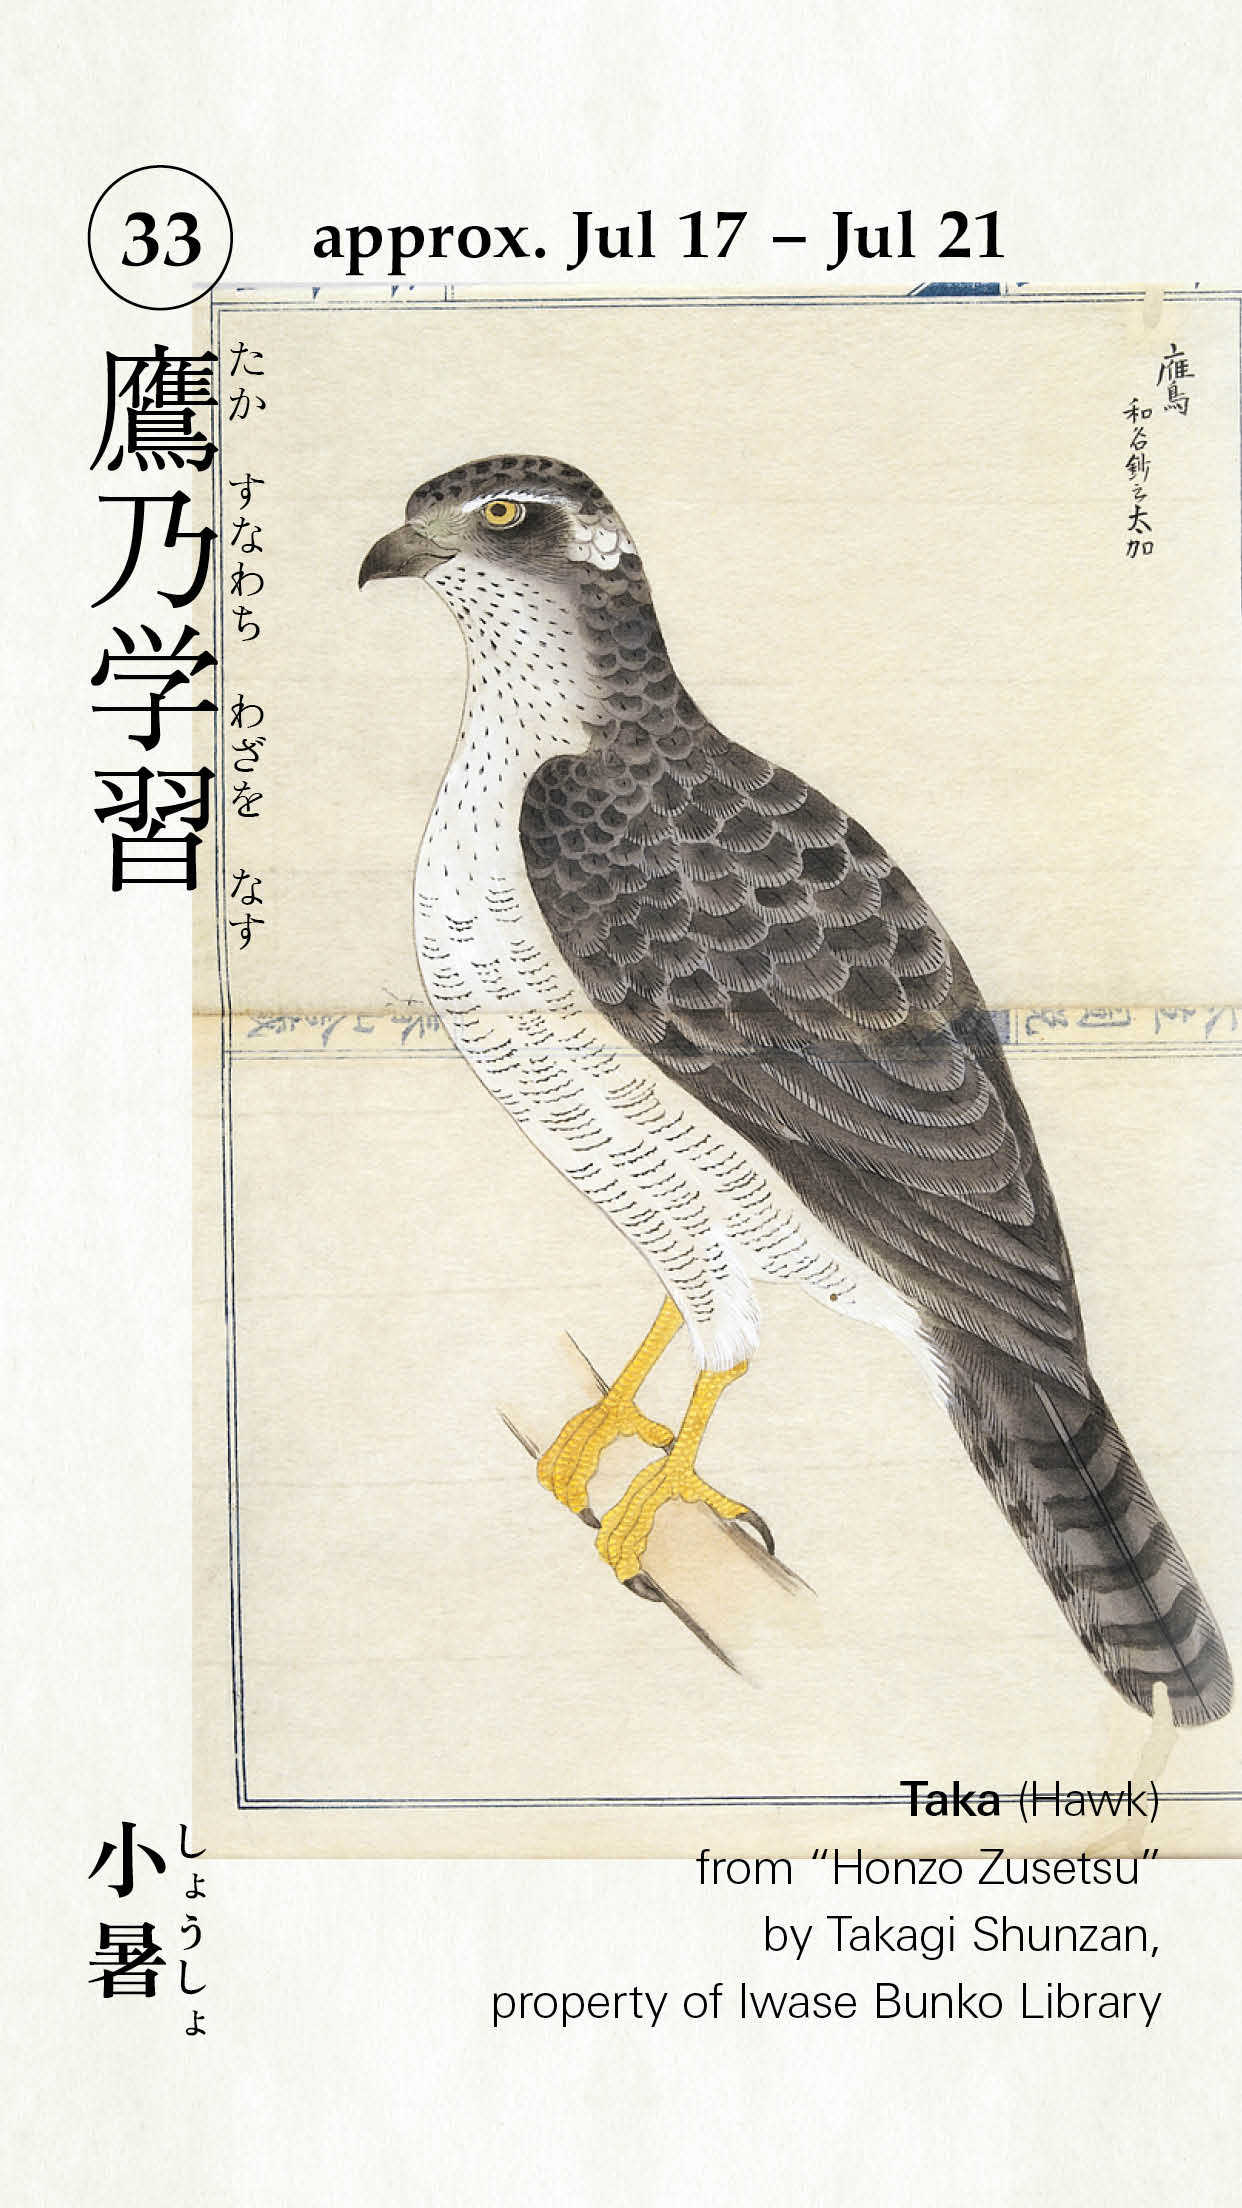 33
approx. Jul 17 – Jul 21
鷹乃学習
たか すなわち わざを なす
鷹
和名鈔云太加
小暑
しょうしょ
Taka (Hawk)
from “Honzo Zusetsu”
by Takagi Shunzan,
property of Iwase Bunko Library